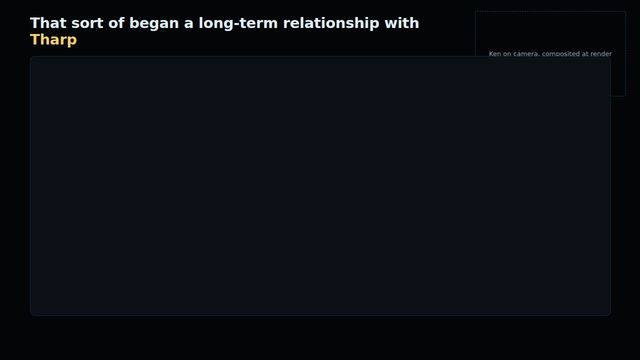 That sort of began a long-term relationship with
Tharp
Ken on camera, composited at render